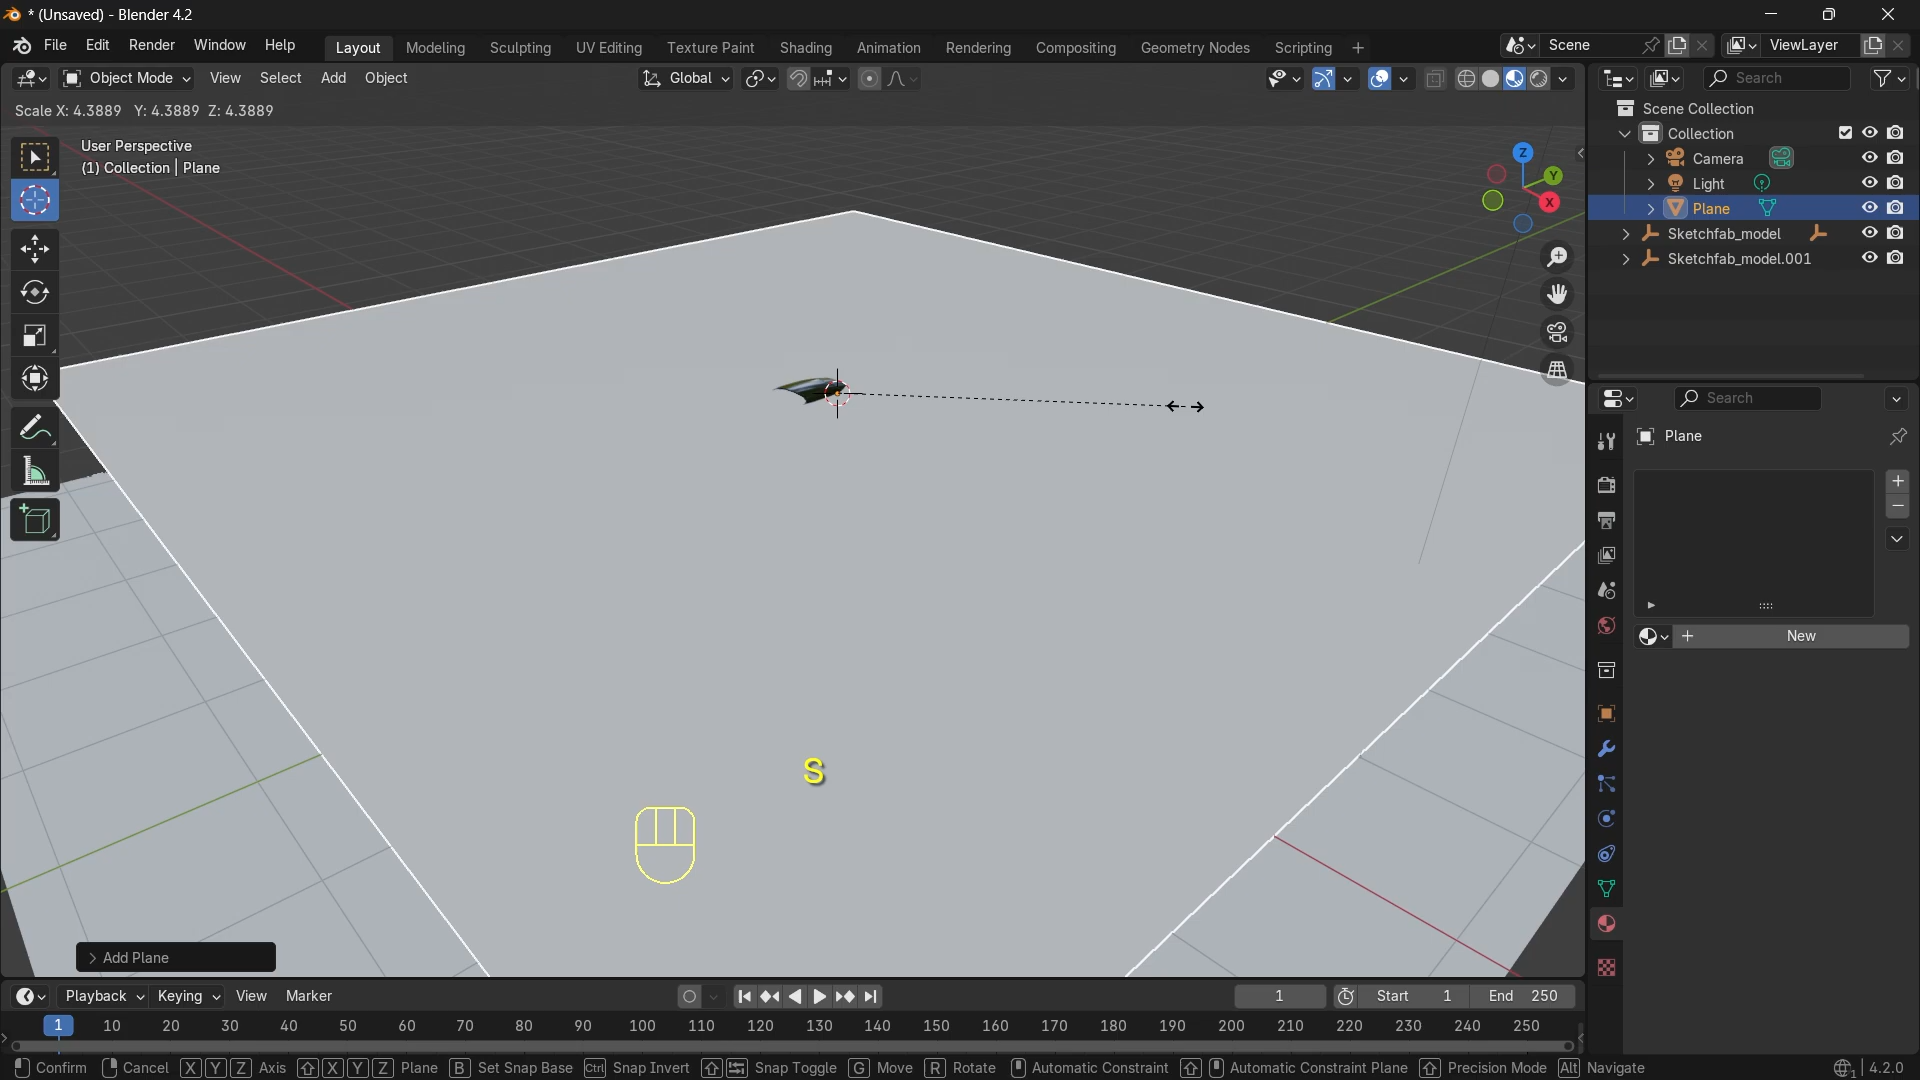 * (Unsaved) - Blender 4.2
File Edit Render Window Help
Layout Modeling Sculpting UV Editing Texture Paint Shading Animation Rendering Compositing Geometry Nodes Scripting +
Scene
ViewLayer
Object Mode View Select Add Object
Global
Search
Scale X: 4.3889 Y: 4.3889 Z: 4.3889
User Perspective
(1) Collection | Plane
Z
Y
X
Scene Collection
Collection
Camera
Light
Plane
Sketchfab_model
Sketchfab_model.001
Search
Plane
New
S
Add Plane
Playback Keying View Marker
1
Start 1
End 250
1 10 20 30 40 50 60 70 80 90 100 110 120 130 140 150 160 170 180 190 200 210 220 230 240 250
Confirm Cancel X Y Z Axis X Y Z Plane B Set Snap Base Ctrl Snap Invert Snap Toggle G Move R Rotate Automatic Constraint Automatic Constraint Plane Precision Mode Alt Navigate
4.2.0